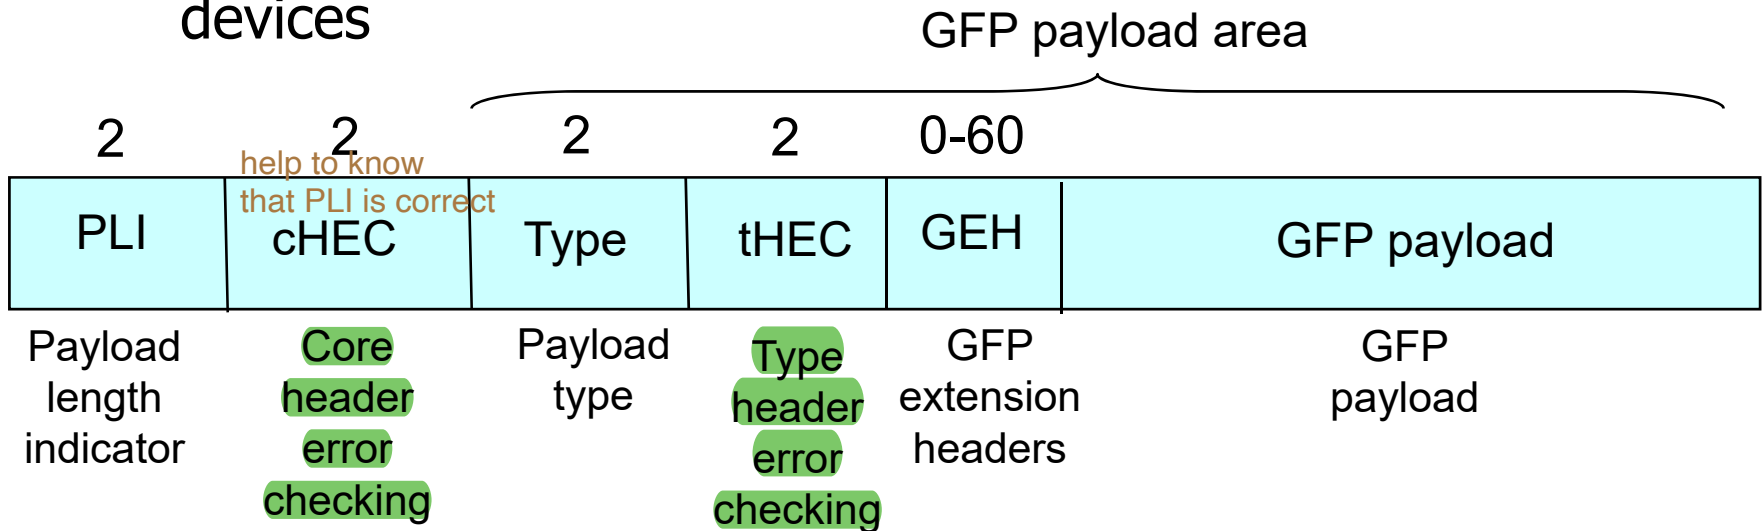 devices
GFP payload area
2
2
2
2
0-60
help to know
that PLI is correct
PLI
cHEC
Type
tHEC
GEH
GFP payload
Payload
length
indicator
Core
header
error
checking
Payload
type
Type
header
error
checking
GFP
extension
headers
GFP
payload